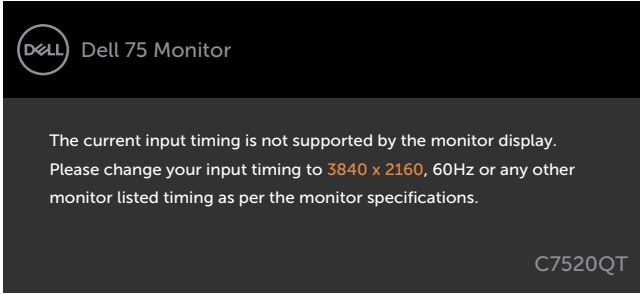 DELL
Dell 75 Monitor
The current input timing is not supported by the monitor display.
Please change your input timing to 3840 x 2160, 60Hz or any other
monitor listed timing as per the monitor specifications.
C7520QT